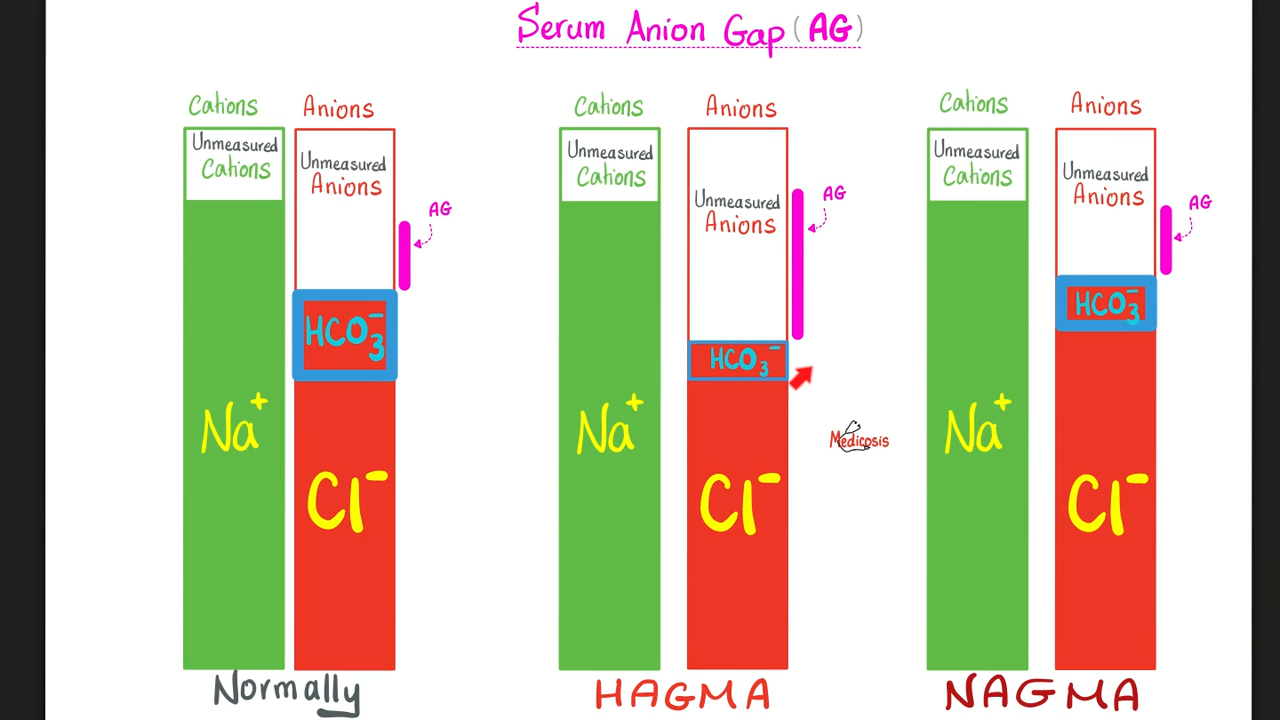 Serum Anion Gap (AG)
Cations
Anions
Unmeasured
Cations
Unmeasured
Anions
AG
HCO3-
Na+
Cl-
Normally
Cations
Anions
Unmeasured
Cations
Unmeasured
Anions
AG
HCO3-
Na+
Cl-
HAGMA
Medicosis
Cations
Anions
Unmeasured
Cations
Unmeasured
Anions
AG
HCO3-
Na+
Cl-
NAGMA